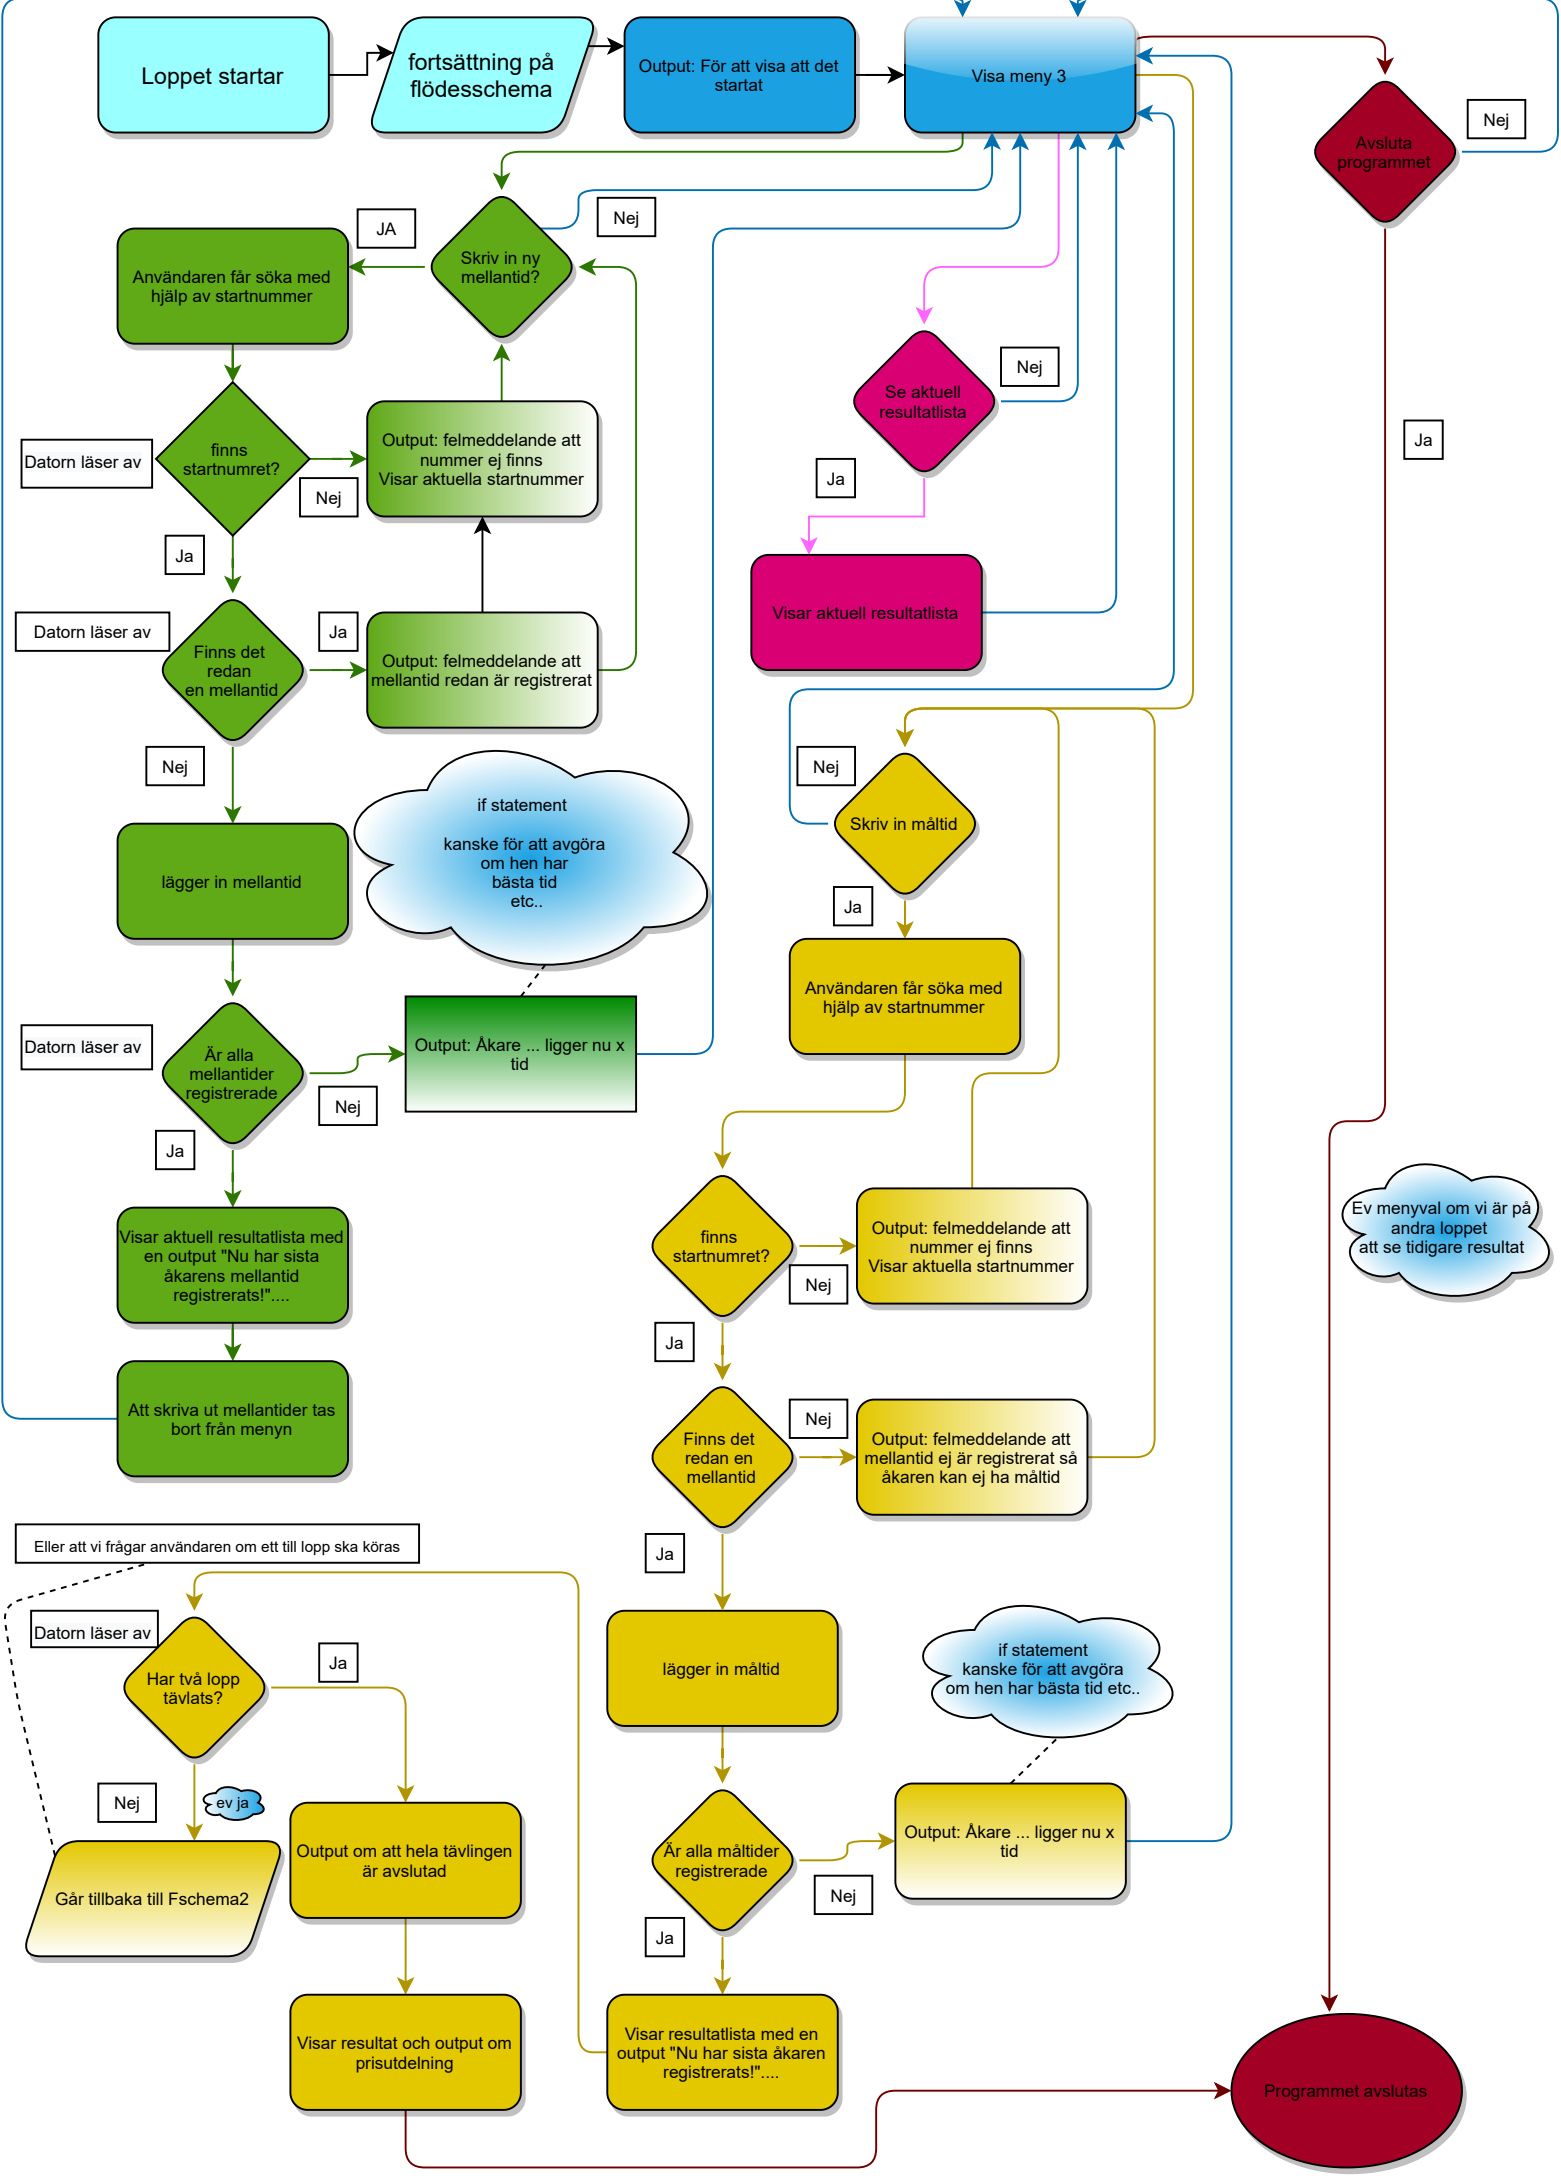 Loppet startar
fortsättning på
flödesschema
Output: För att visa att det
startat
Visa meny 3
Avsluta
programmet
Nej
JA
Nej
Skriv in ny
mellantid?
Användaren får söka med
hjälp av startnummer
Se aktuell
resultatlista
Nej
Ja
Ja
Datorn läser av
finns
startnumret?
Nej
Output: felmeddelande att
nummer ej finns
Visar aktuella startnummer
Ja
Datorn läser av
Finns det
redan
en mellantid
Ja
Output: felmeddelande att
mellantid redan är registrerat
Visar aktuell resultatlista
Nej
if statement
kanske för att avgöra
om hen har
bästa tid
etc..
Nej
Skriv in måltid
Ja
lägger in mellantid
Användaren får söka med
hjälp av startnummer
Datorn läser av
Är alla
mellantider
registrerade
Nej
Output: Åkare ... ligger nu x
tid
Ja
Visar aktuell resultatlista med
en output "Nu har sista
åkarens mellantid
registrerats!"....
finns
startnumret?
Nej
Output: felmeddelande att
nummer ej finns
Visar aktuella startnummer
Ev menyval om vi är på
andra loppet
att se tidigare resultat
Ja
Att skriva ut mellantider tas
bort från menyn
Finns det
redan en
mellantid
Nej
Output: felmeddelande att
mellantid ej är registrerat så
åkaren kan ej ha måltid
Ja
Eller att vi frågar användaren om ett till lopp ska köras
Datorn läser av
Har två lopp
tävlats?
Ja
lägger in måltid
if statement
kanske för att avgöra
om hen har bästa tid etc..
Nej
ev ja
Output om att hela tävlingen
är avslutad
Är alla måltider
registrerade
Nej
Output: Åkare ... ligger nu x
tid
Går tillbaka till Fschema2
Ja
Visar resultat och output om
prisutdelning
Visar resultatlista med en
output "Nu har sista åkaren
registrerats!"....
Programmet avslutas